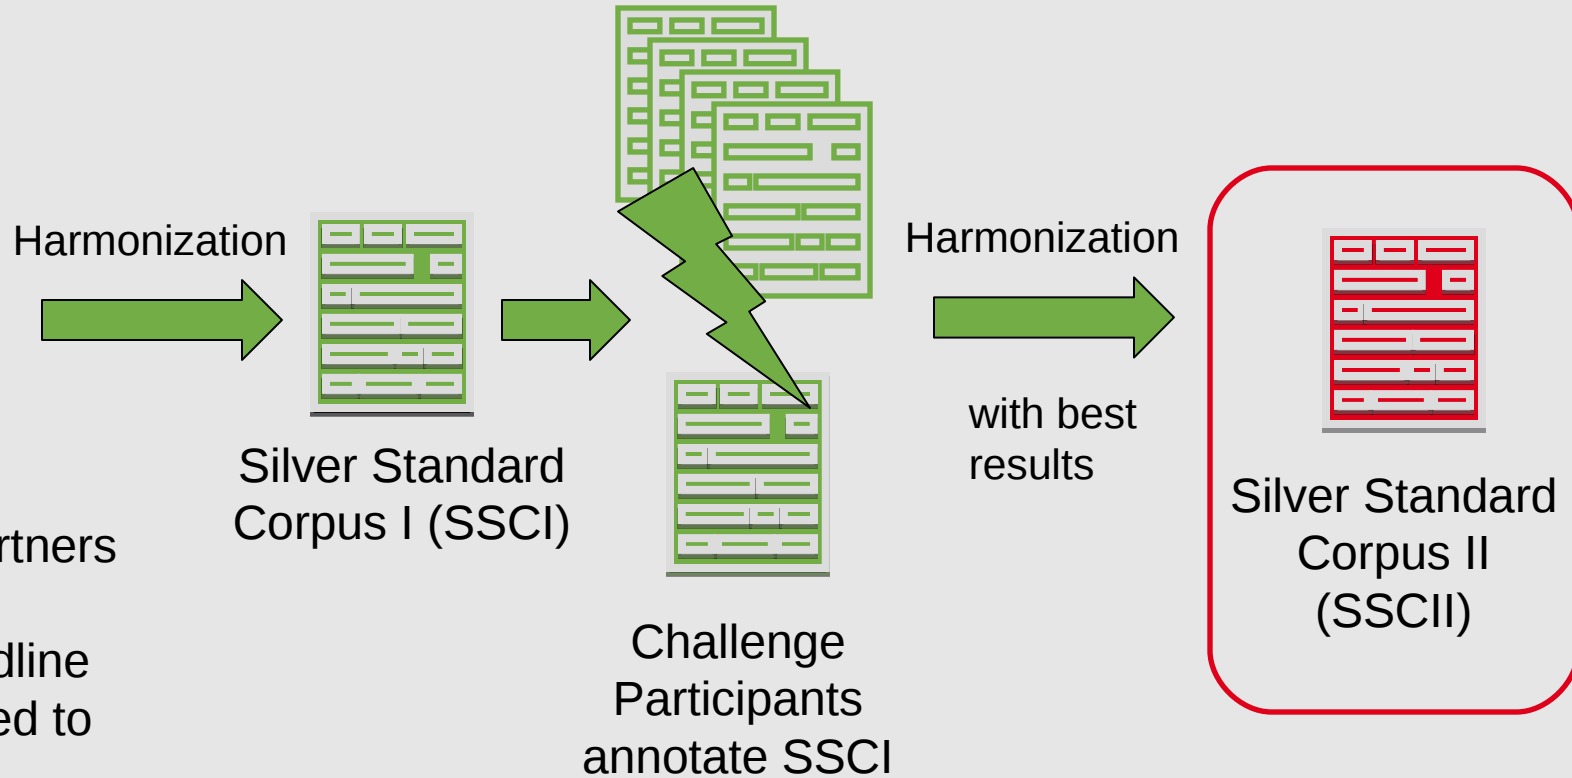 Harmonization
Silver Standard
Corpus I (SSCI)
rtners
dline
ed to
Challenge
Participants
annotate SSCI
Harmonization
with best
results
Silver Standard
Corpus II
(SSCII)